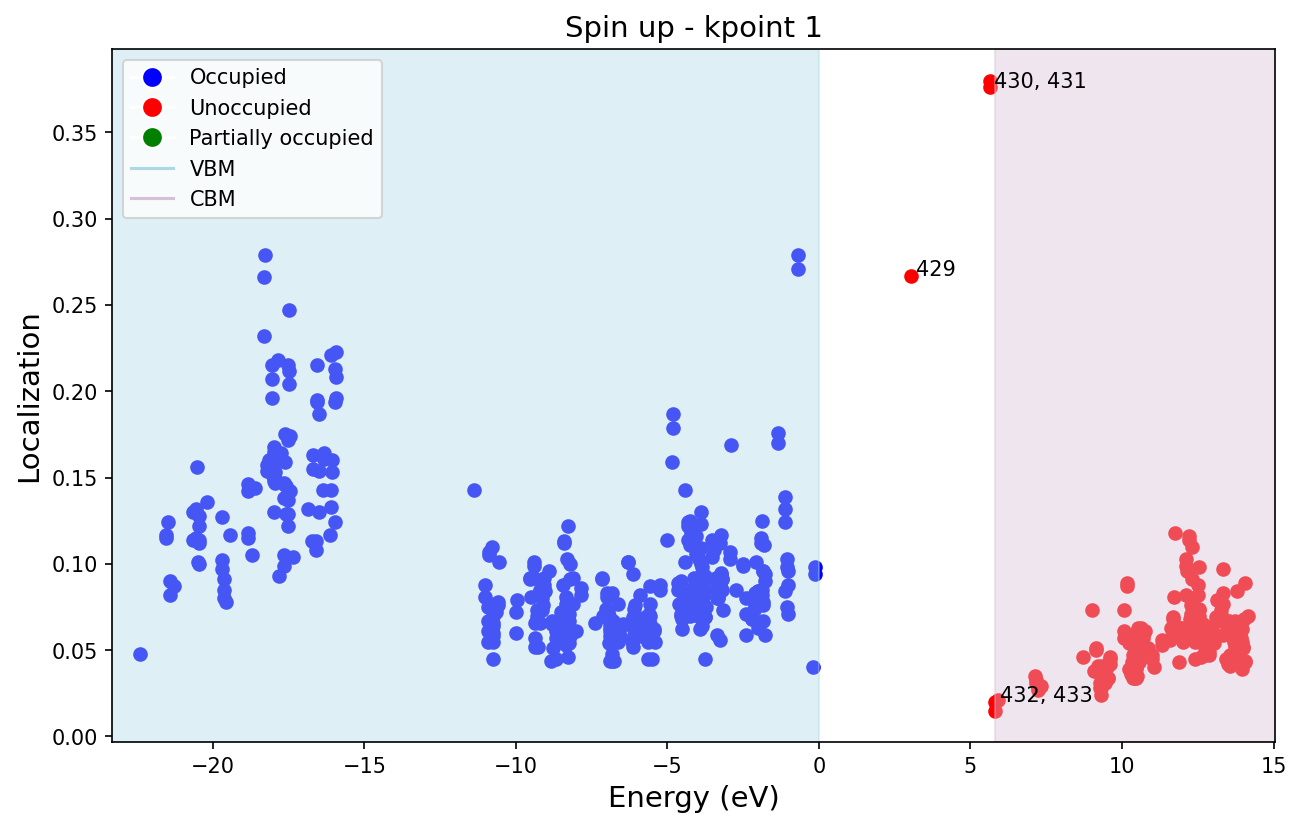 Spin up - kpoint 1
Occupied
Unoccupied
Partially occupied
VBM
CBM
430, 431
429
432, 433
Localization
0.35
0.30
0.25
0.20
0.15
0.10
0.05
0.00
−20 −15 −10 −5 0 5 10 15
Energy (eV)